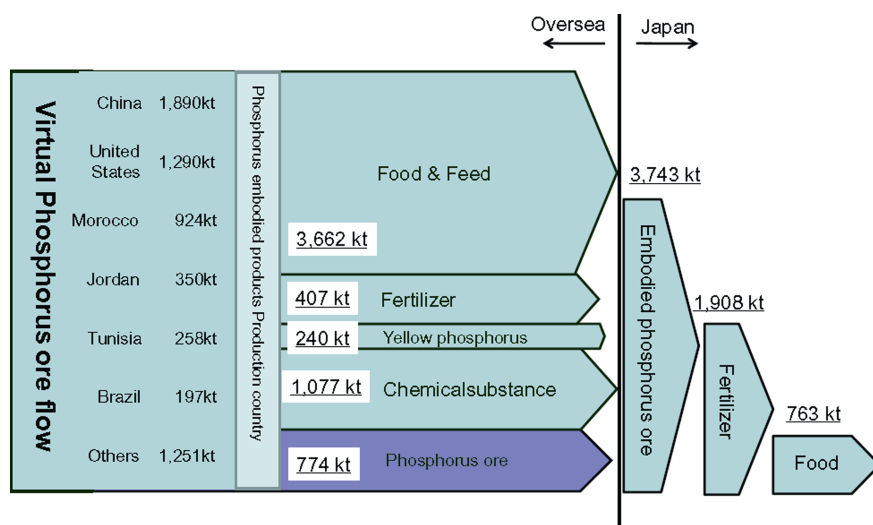 Oversea
Japan
Virtual Phosphorus ore flow
China 1,890kt
United
States 1,290kt
Morocco 924kt
Jordan 350kt
Tunisia 258kt
Brazil 197kt
Others 1,251kt
Phosphorus embodied products Production country
Food & Feed
3,662 kt
407 kt Fertilizer
240 kt Yellow phosphorus
1,077 kt Chemicalsubstance
774 kt Phosphorus ore
3,743 kt
Embodied phosphorus ore
1,908 kt
Fertilizer
763 kt
Food